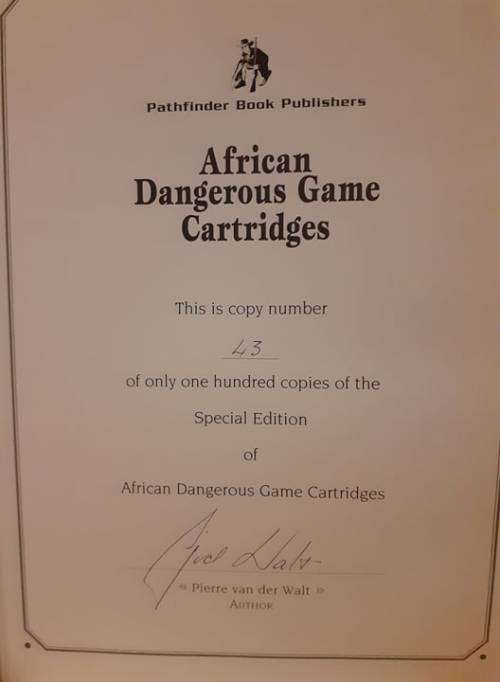 Pathfinder Book Publishers
African
Dangerous Game
Cartridges
This is copy number
43
of only one hundred copies of the
Special Edition
of
African Dangerous Game Cartridges
« Pierre van der Walt »
Author